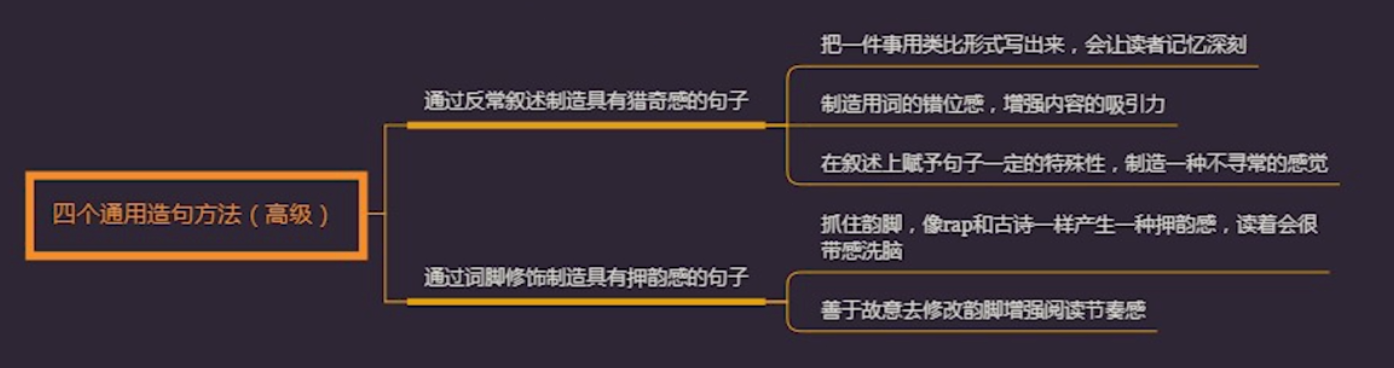 四个通用造句方法（高级）
通过反常叙述制造具有猎奇感的句子
把一件事用类比形式写出来，会让读者记忆深刻
制造用词的错位感，增强内容的吸引力
在叙述上赋予句子一定的特殊性，制造一种不寻常的感觉
通过词脚修饰制造具有押韵感的句子
抓住韵脚，像rap和古诗一样产生一种押韵感，读着会很
带感洗脑
善于故意去修改韵脚增强阅读节奏感